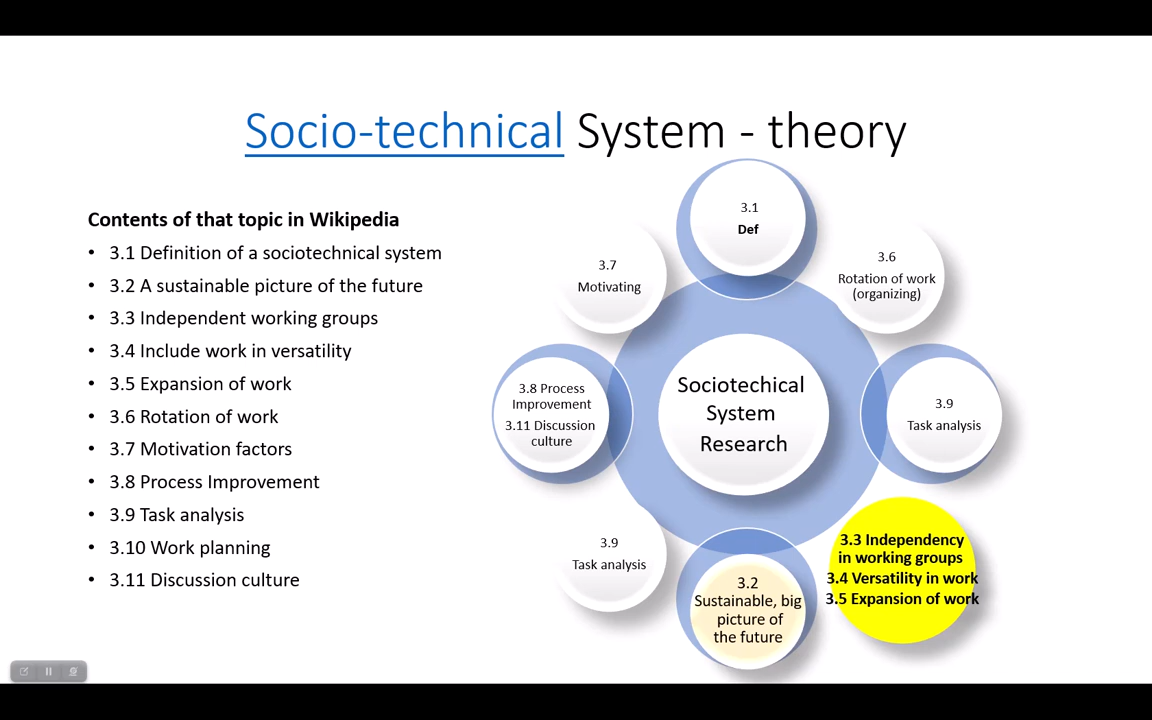 Socio-technical System - theory
Contents of that topic in Wikipedia
• 3.1 Definition of a sociotechnical system
• 3.2 A sustainable picture of the future
• 3.3 Independent working groups
• 3.4 Include work in versatility
• 3.5 Expansion of work
• 3.6 Rotation of work
• 3.7 Motivation factors
• 3.8 Process Improvement
• 3.9 Task analysis
• 3.10 Work planning
• 3.11 Discussion culture
3.1
Def
3.6
Rotation of work
(organizing)
3.9
Task analysis
3.3 Independency
in working groups
3.4 Versatility in work
3.5 Expansion of work
3.2
Sustainable, big
picture of
the future
3.9
Task analysis
3.8 Process
Improvement
3.11 Discussion
culture
3.7
Motivating
Sociotechical
System
Research